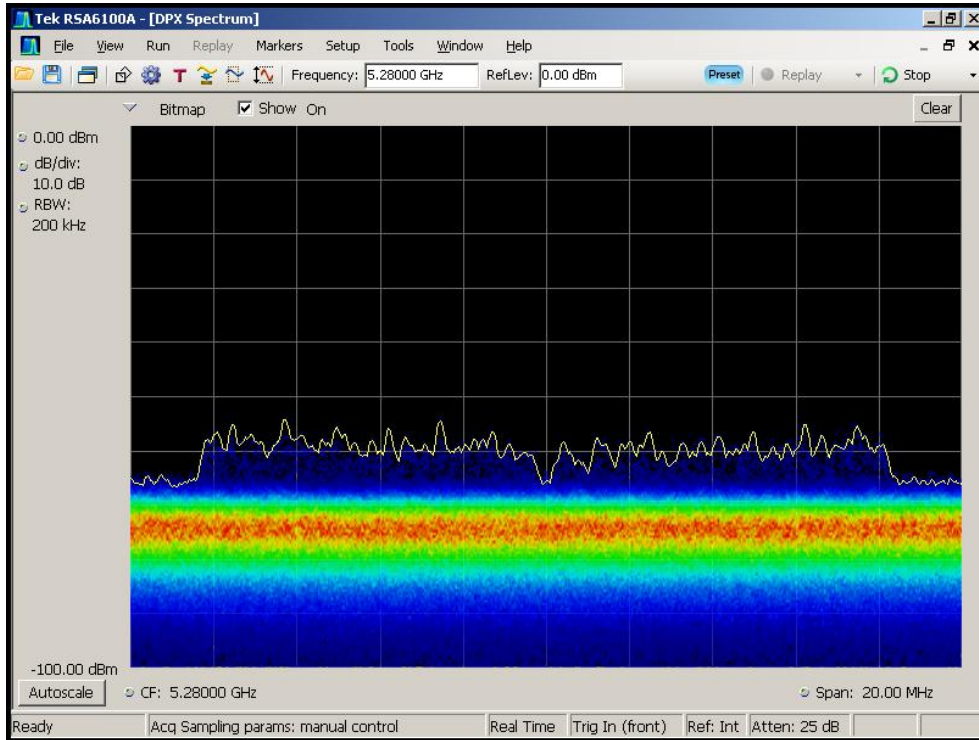 Tek RSA6100A - [DPX Spectrum]
File View Run Replay Markers Setup Tools Window Help
T Frequency: 5.28000 GHz RefLev: 0.00 dBm Preset Replay Stop
Bitmap Show On Clear
0.00 dBm
dB/div:
10.0 dB
RBW:
200 kHz
-100.00 dBm
Autoscale CF: 5.28000 GHz Span: 20.00 MHz
Ready Acq Sampling params: manual control Real Time Trig In (front) Ref: Int Atten: 25 dB